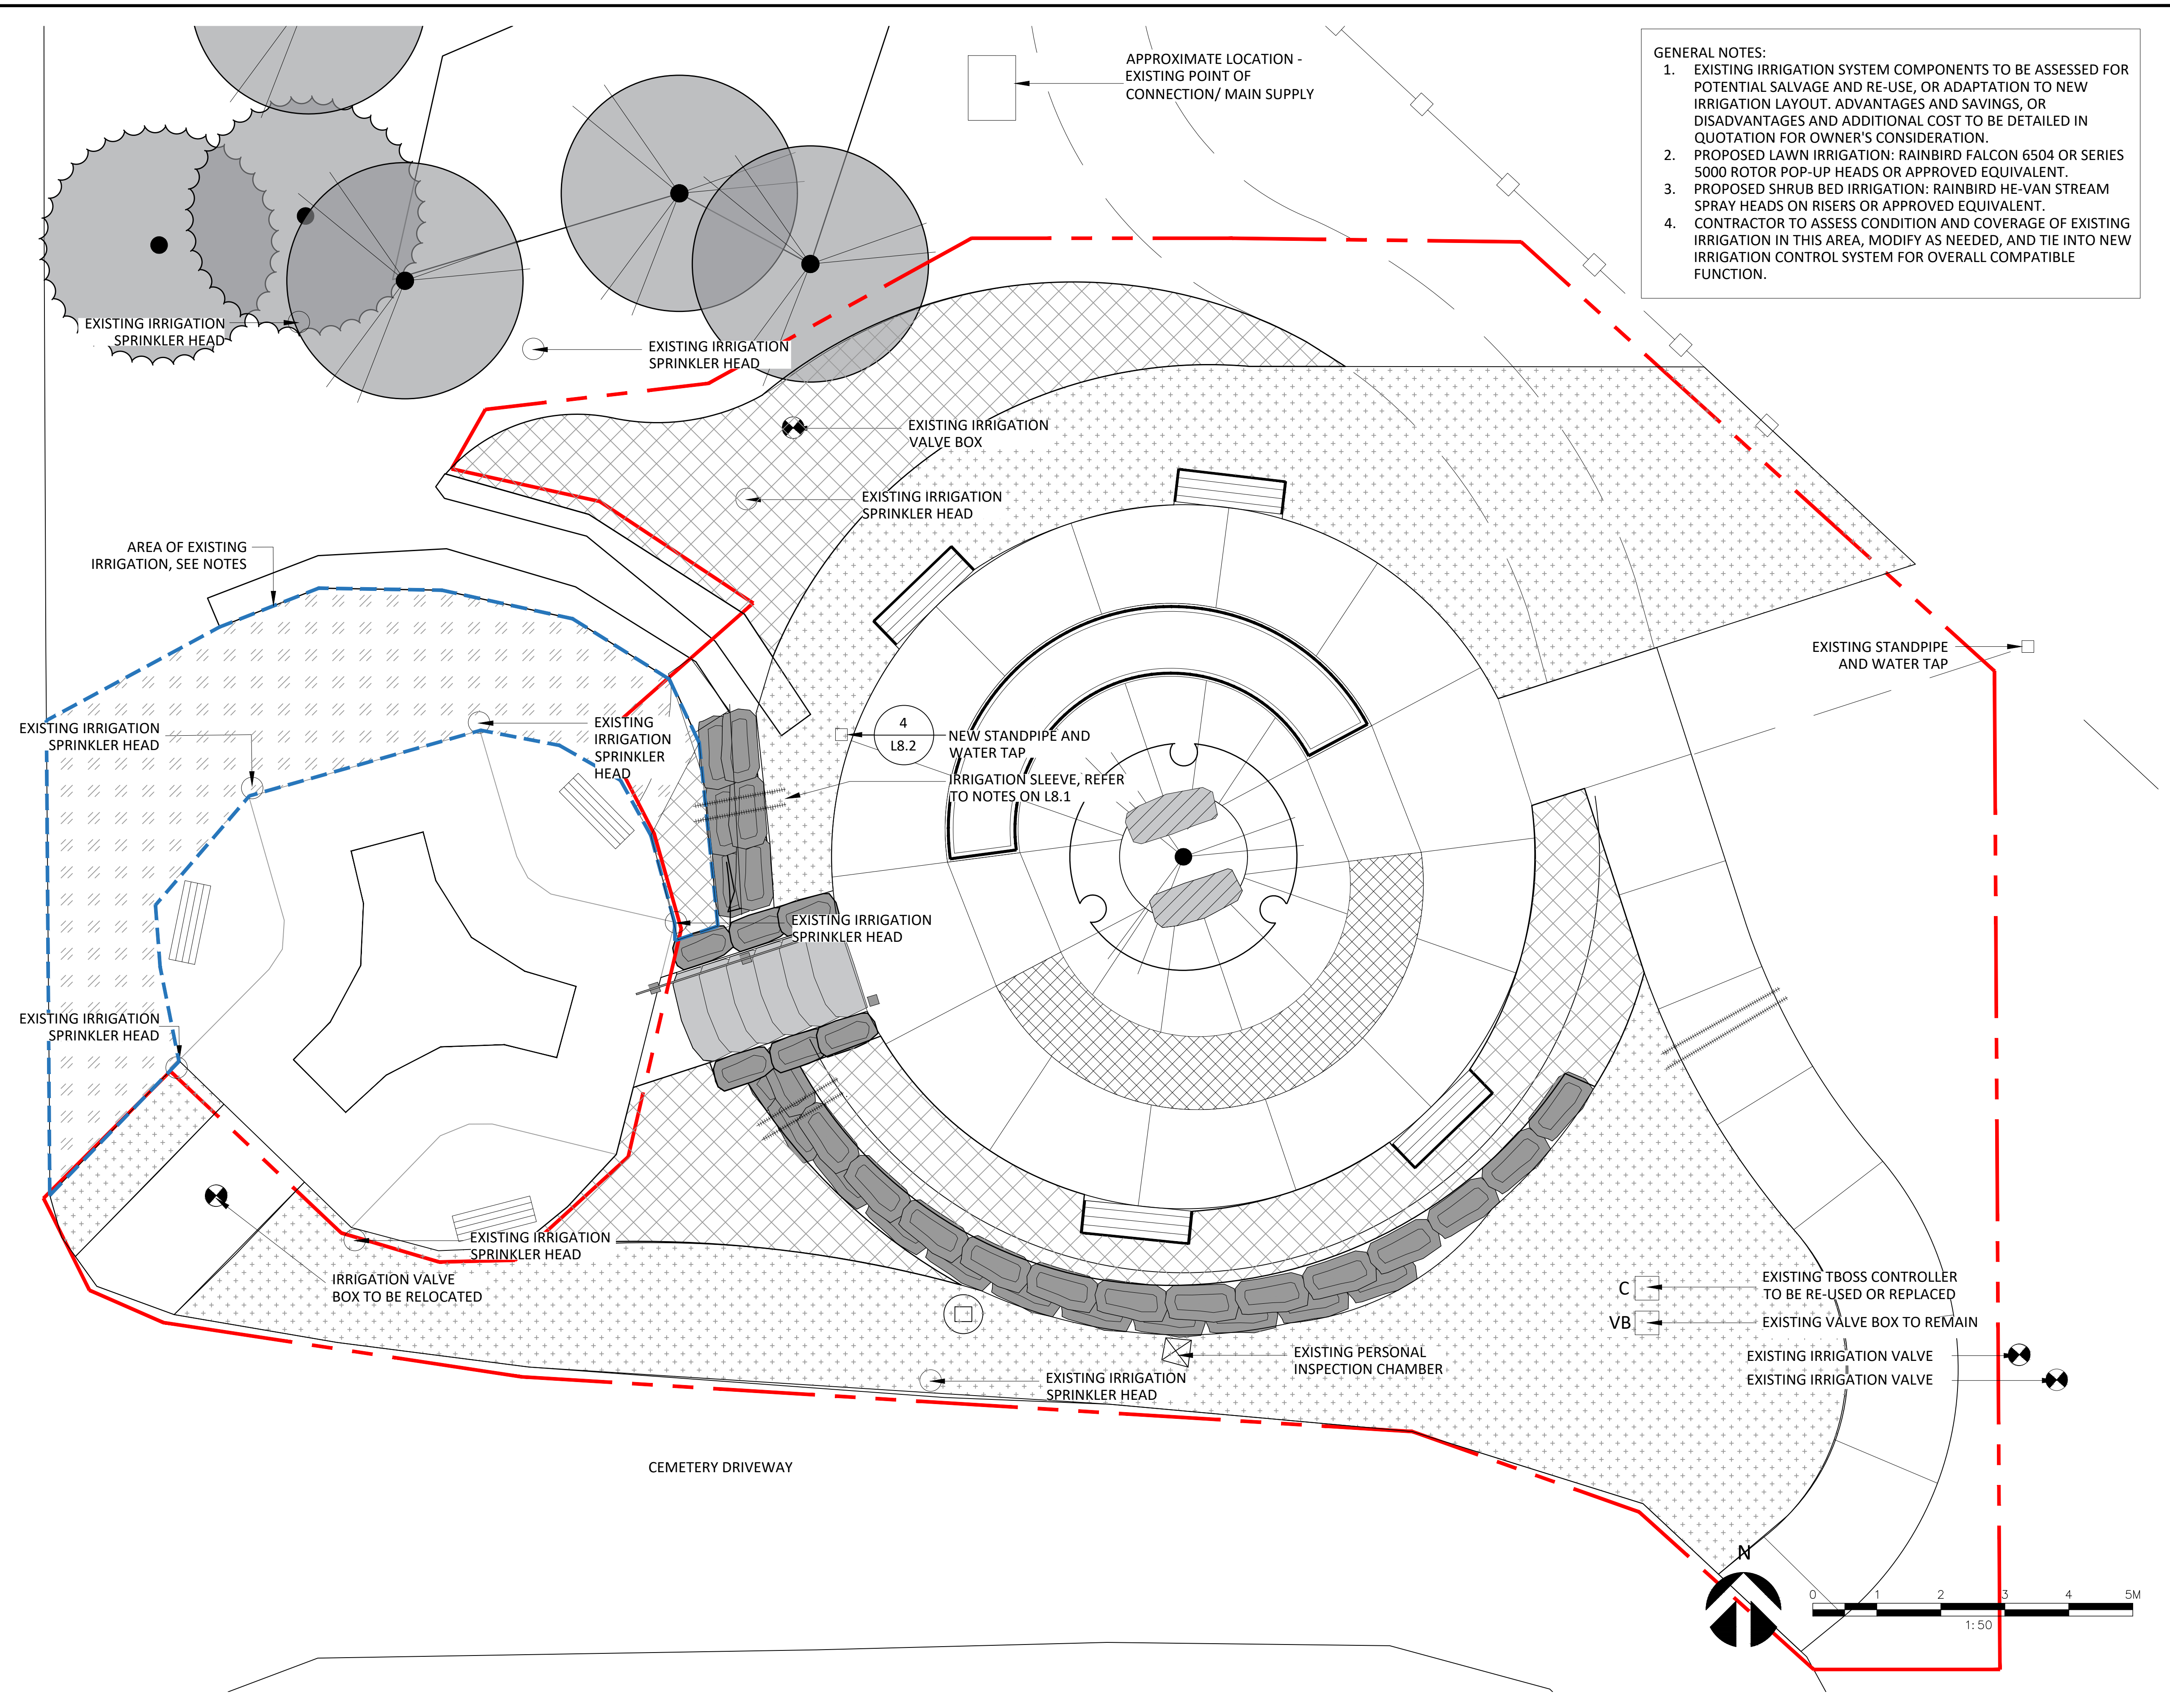 APPROXIMATE LOCATION -
EXISTING POINT OF
CONNECTION/ MAIN SUPPLY
GENERAL NOTES:
1. EXISTING IRRIGATION SYSTEM COMPONENTS TO BE ASSESSED FOR
POTENTIAL SALVAGE AND RE-USE, OR ADAPTATION TO NEW
IRRIGATION LAYOUT. ADVANTAGES AND SAVINGS, OR
DISADVANTAGES AND ADDITIONAL COST TO BE DETAILED IN
QUOTATION FOR OWNER'S CONSIDERATION.
2. PROPOSED LAWN IRRIGATION: RAINBIRD FALCON 6504 OR SERIES
5000 ROTOR POP-UP HEADS OR APPROVED EQUIVALENT.
3. PROPOSED SHRUB BED IRRIGATION: RAINBIRD HE-VAN STREAM
SPRAY HEADS ON RISERS OR APPROVED EQUIVALENT.
4. CONTRACTOR TO ASSESS CONDITION AND COVERAGE OF EXISTING
IRRIGATION IN THIS AREA, MODIFY AS NEEDED, AND TIE INTO NEW
IRRIGATION CONTROL SYSTEM FOR OVERALL COMPATIBLE
FUNCTION.
EXISTING IRRIGATION
SPRINKLER HEAD
EXISTING IRRIGATION
SPRINKLER HEAD
EXISTING IRRIGATION
VALVE BOX
EXISTING IRRIGATION
SPRINKLER HEAD
AREA OF EXISTING
IRRIGATION, SEE NOTES
EXISTING STANDPIPE
AND WATER TAP
EXISTING IRRIGATION
SPRINKLER HEAD
EXISTING
IRRIGATION
SPRINKLER
HEAD
4
L8.2
NEW STANDPIPE AND
WATER TAP
IRRIGATION SLEEVE, REFER
TO NOTES ON L8.1
EXISTING IRRIGATION
SPRINKLER HEAD
EXISTING IRRIGATION
SPRINKLER HEAD
EXISTING IRRIGATION
SPRINKLER HEAD
IRRIGATION VALVE
BOX TO BE RELOCATED
C
EXISTING TBOSS CONTROLLER
TO BE RE-USED OR REPLACED
VB
EXISTING VALVE BOX TO REMAIN
EXISTING PERSONAL
INSPECTION CHAMBER
EXISTING IRRIGATION VALVE
EXISTING IRRIGATION VALVE
EXISTING IRRIGATION
SPRINKLER HEAD
CEMETERY DRIVEWAY
N
0 1 2 3 4 5M
1:50